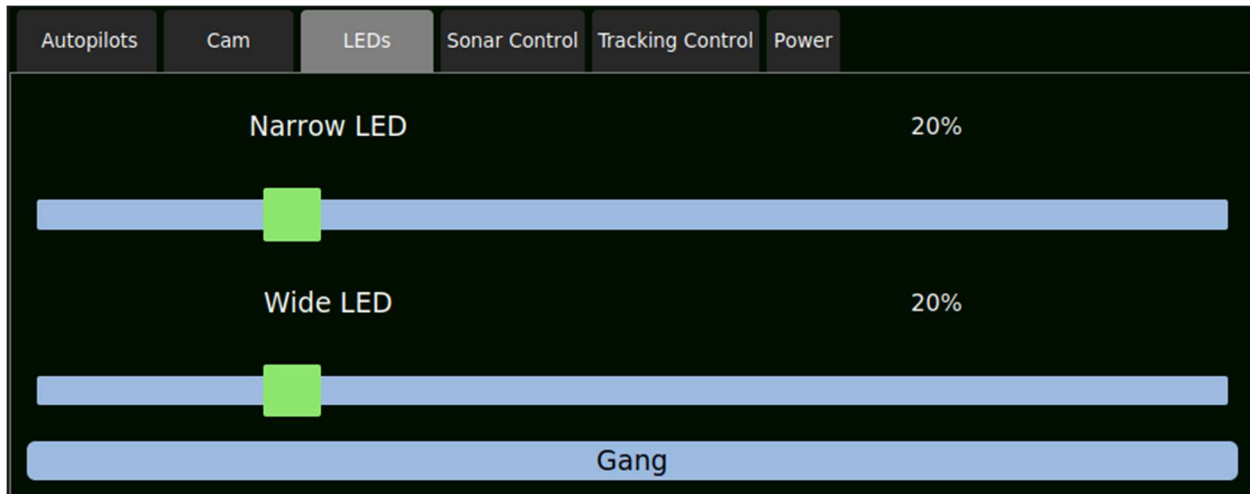 Autopilots Cam LEDs Sonar Control Tracking Control Power
Narrow LED 20%
Wide LED 20%
Gang